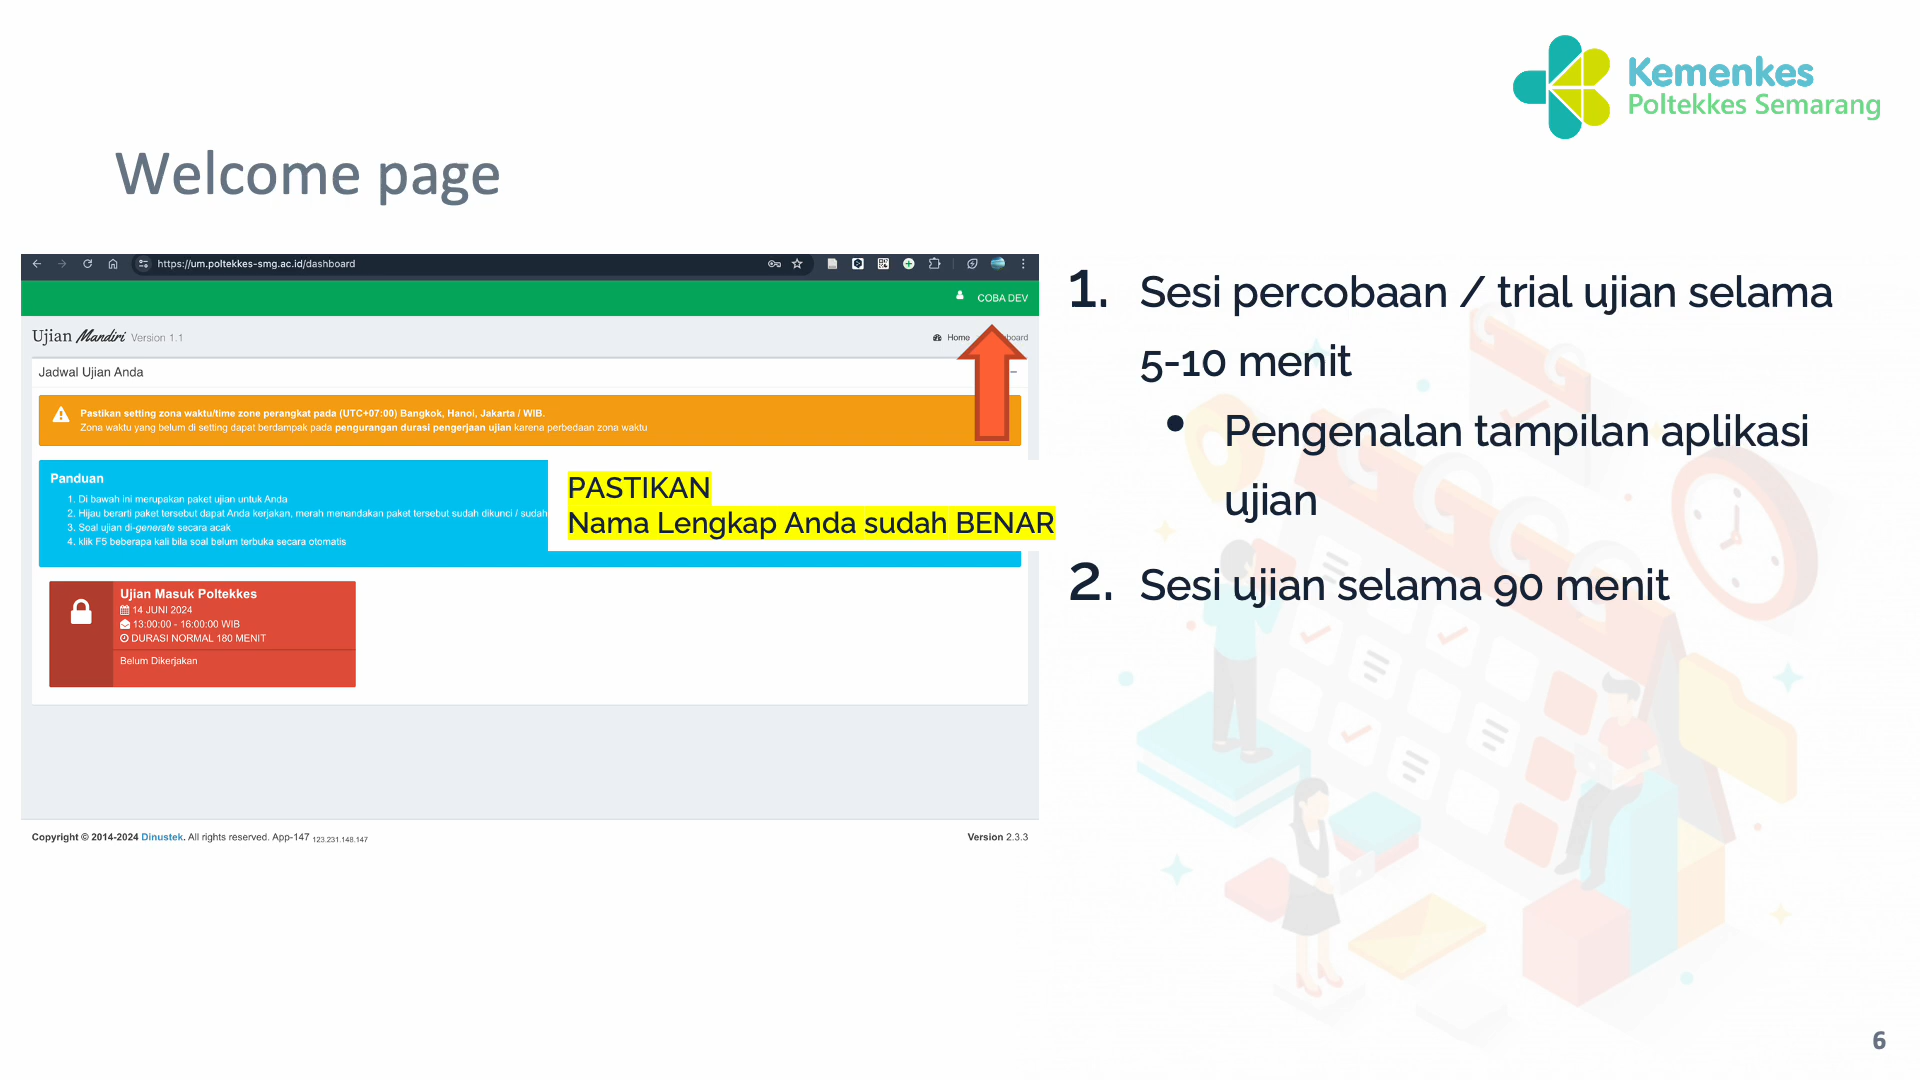 Kemenkes
Poltekkes Semarang
Welcome page
https://um.poltekkes-smg.ac.id/dashboard
COBA DEV
Ujian Mandiri Version 1.1
Home
board
Jadwal Ujian Anda
Pastikan setting zona waktu/time zone perangkat pada (UTC+07:00) Bangkok, Hanoi, Jakarta / WIB.
Zona waktu yang belum di setting dapat berdampak pada pengurangan durasi pengerjaan ujian karena perbedaan zona waktu
Panduan
1. Di bawah ini merupakan paket ujian untuk Anda
2. Hijau berarti paket tersebut dapat Anda kerjakan, merah menandakan paket tersebut sudah dikunci / sudah
3. Soal ujian di-generate secara acak
4. klik F5 beberapa kali bila soal belum terbuka secara otomatis
PASTIKAN
Nama Lengkap Anda sudah BENAR
Ujian Masuk Poltekkes
14 JUNI 2024
13:00:00 - 16:00:00 WIB
DURASI NORMAL 180 MENIT
Belum Dikerjakan
Copyright © 2014-2024 Dinustek. All rights reserved. App-147 123.231.148.147
Version 2.3.3
1. Sesi percobaan / trial ujian selama
5-10 menit
• Pengenalan tampilan aplikasi
ujian
2. Sesi ujian selama 90 menit
6